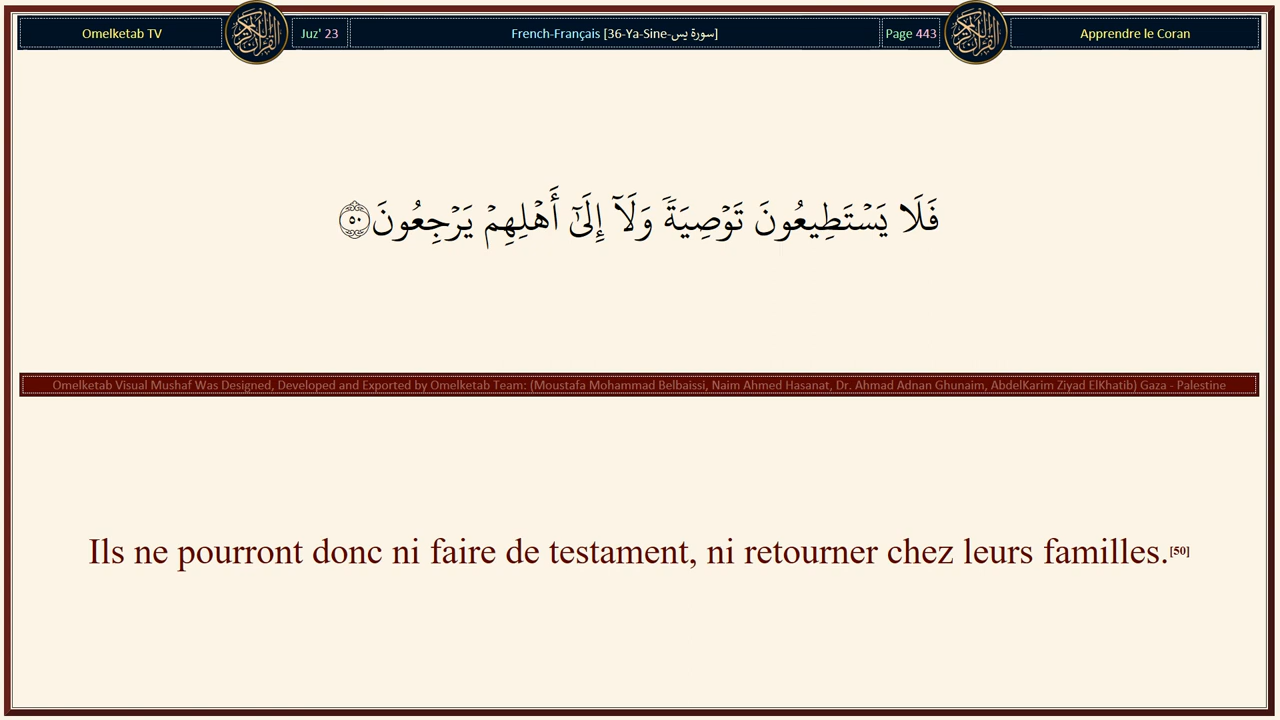 Omelketab TV
Juz' 23
French-Français [36-Ya-Sine-سورة يس]
Page 443
Apprendre le Coran
فَلَا يَسۡتَطِيعُونَ تَوۡصِيَةٗ وَلَآ إِلَىٰٓ أَهۡلِهِمۡ يَرۡجِعُونَ ٥٠
Omelketab Visual Mushaf Was Designed, Developed and Exported by Omelketab Team: (Moustafa Mohammad Belbaissi, Naim Ahmed Hasanat, Dr. Ahmad Adnan Ghunaim, AbdelKarim Ziyad ElKhatib) Gaza - Palestine
Ils ne pourront donc ni faire de testament, ni retourner chez leurs familles.[50]